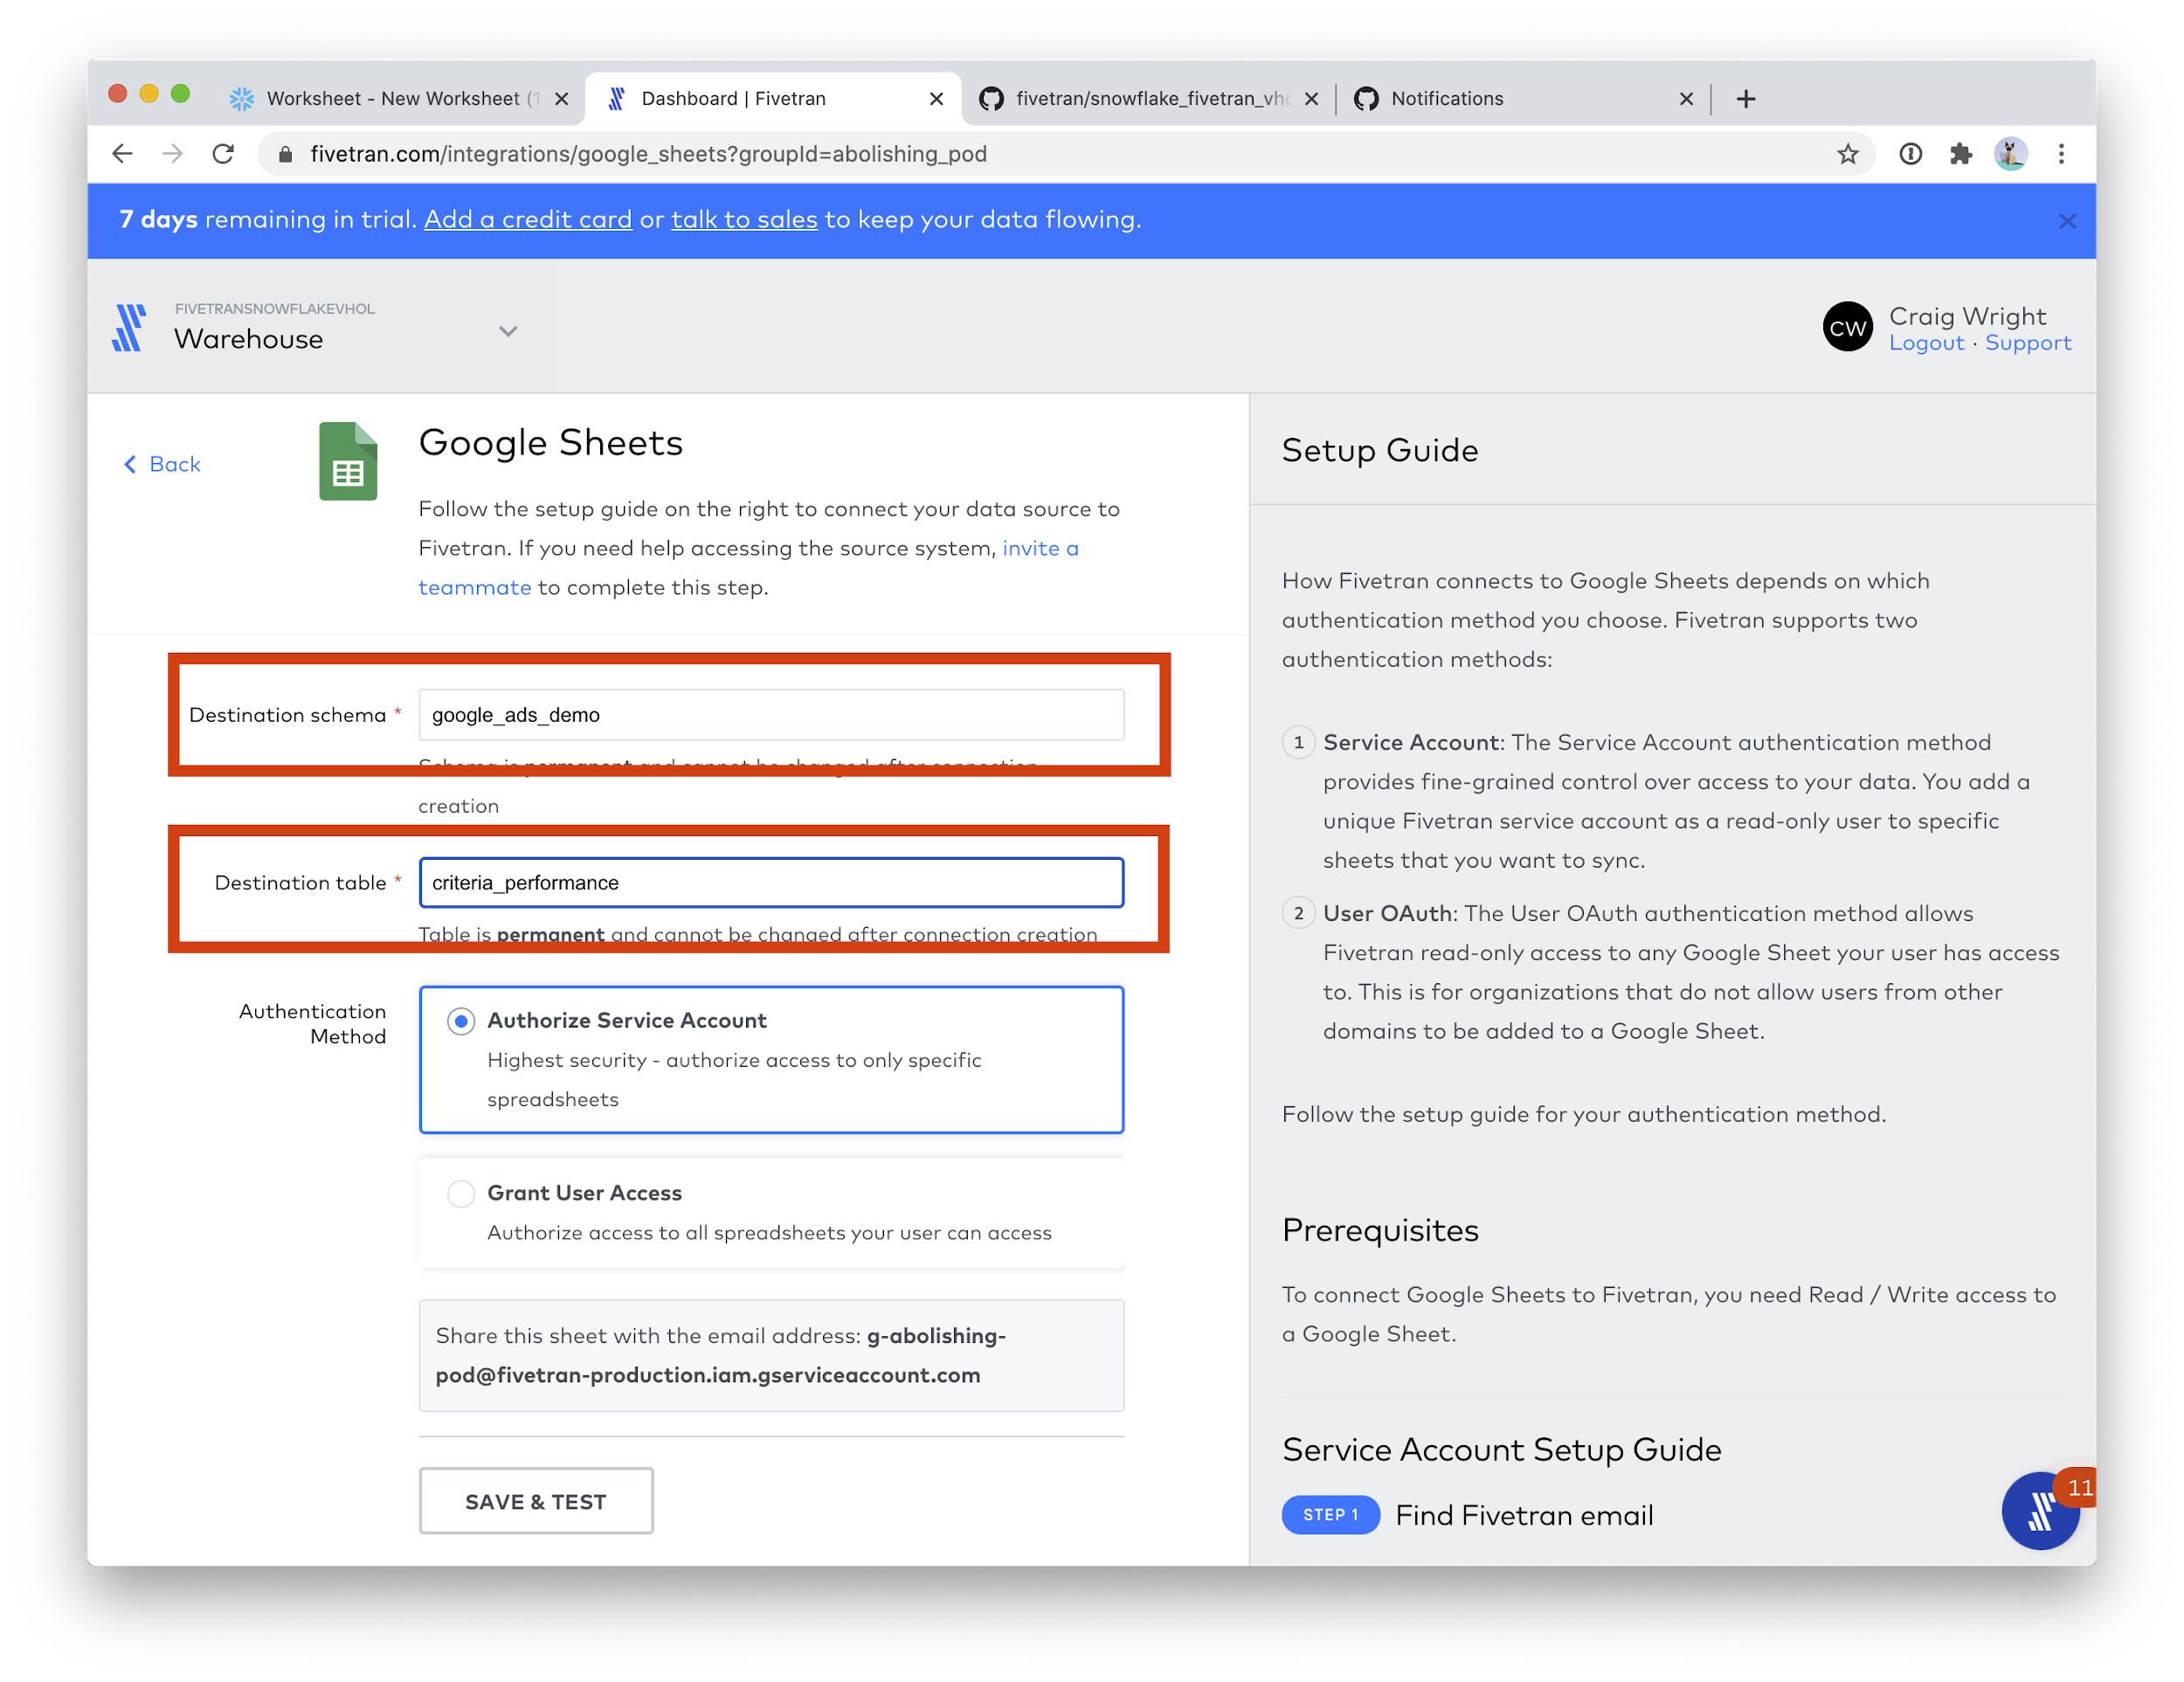 Worksheet - New Worksheet (1
Dashboard | Fivetran
fivetran/snowflake_fivetran_vho
Notifications
fivetran.com/integrations/google_sheets?groupId=abolishing_pod
7 days remaining in trial. Add a credit card or talk to sales to keep your data flowing.
FIVETRANSNOWFLAKEVHOL
Warehouse
CW
Craig Wright
Logout · Support
Back
Google Sheets
Follow the setup guide on the right to connect your data source to
Fivetran. If you need help accessing the source system, invite a
teammate to complete this step.
Destination schema *
google_ads_demo
Schema is permanent and cannot be changed after connection
creation
Destination table *
criteria_performance
Table is permanent and cannot be changed after connection creation
Authentication
Method
Authorize Service Account
Highest security - authorize access to only specific
spreadsheets
Grant User Access
Authorize access to all spreadsheets your user can access
Share this sheet with the email address: g-abolishing-
pod@fivetran-production.iam.gserviceaccount.com
SAVE & TEST
Setup Guide
How Fivetran connects to Google Sheets depends on which
authentication method you choose. Fivetran supports two
authentication methods:
1 Service Account: The Service Account authentication method
provides fine-grained control over access to your data. You add a
unique Fivetran service account as a read-only user to specific
sheets that you want to sync.
2 User OAuth: The User OAuth authentication method allows
Fivetran read-only access to any Google Sheet your user has access
to. This is for organizations that do not allow users from other
domains to be added to a Google Sheet.
Follow the setup guide for your authentication method.
Prerequisites
To connect Google Sheets to Fivetran, you need Read / Write access to
a Google Sheet.
Service Account Setup Guide
STEP 1 Find Fivetran email
11